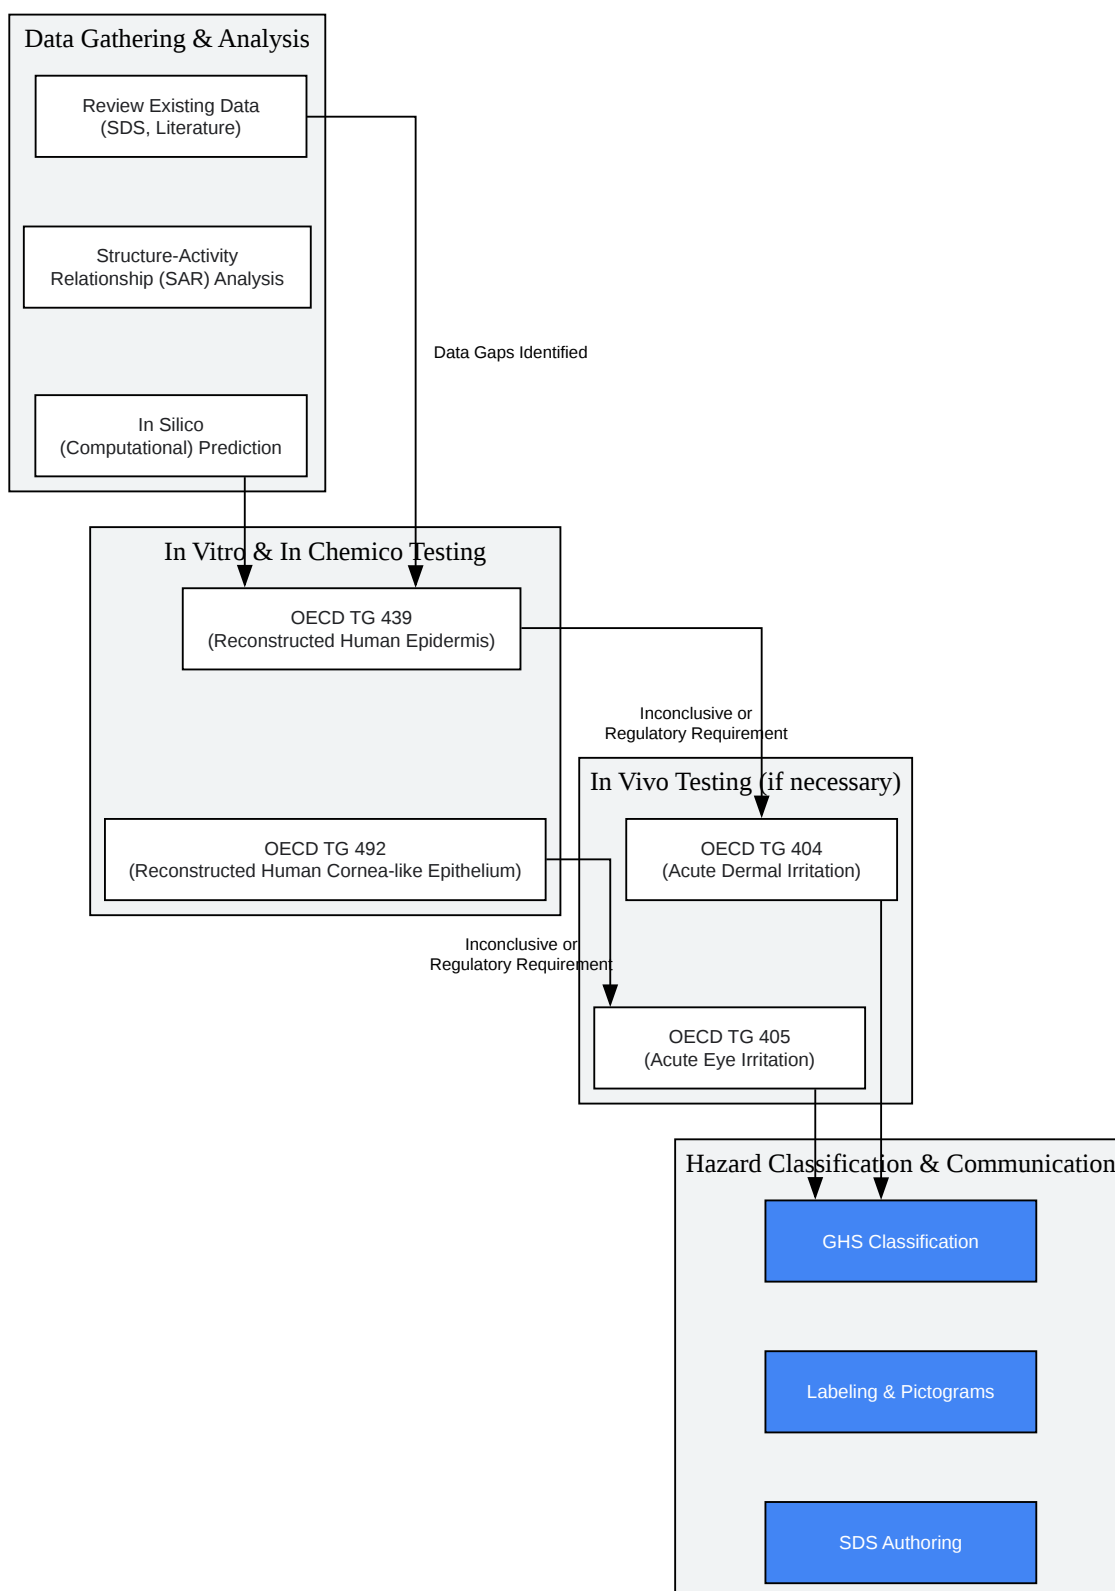 Data Gathering & Analysis
Review Existing Data
(SDS, Literature)
Structure-Activity
Relationship (SAR) Analysis
Data Gaps Identified
In Silico
(Computational) Prediction
In Vitro & In Chemico Testing
OECD TG 439
(Reconstructed Human Epidermis)
Inconclusive or
Regulatory Requirement
In Vivo Testing (if necessary)
OECD TG 492
(Reconstructed Human Cornea-like Epithelium)
OECD TG 404
(Acute Dermal Irritation)
Inconclusive or
Regulatory Requirement
OECD TG 405
(Acute Eye Irritation)
Hazard Classification & Communication
GHS Classification
Labeling & Pictograms
SDS Authoring